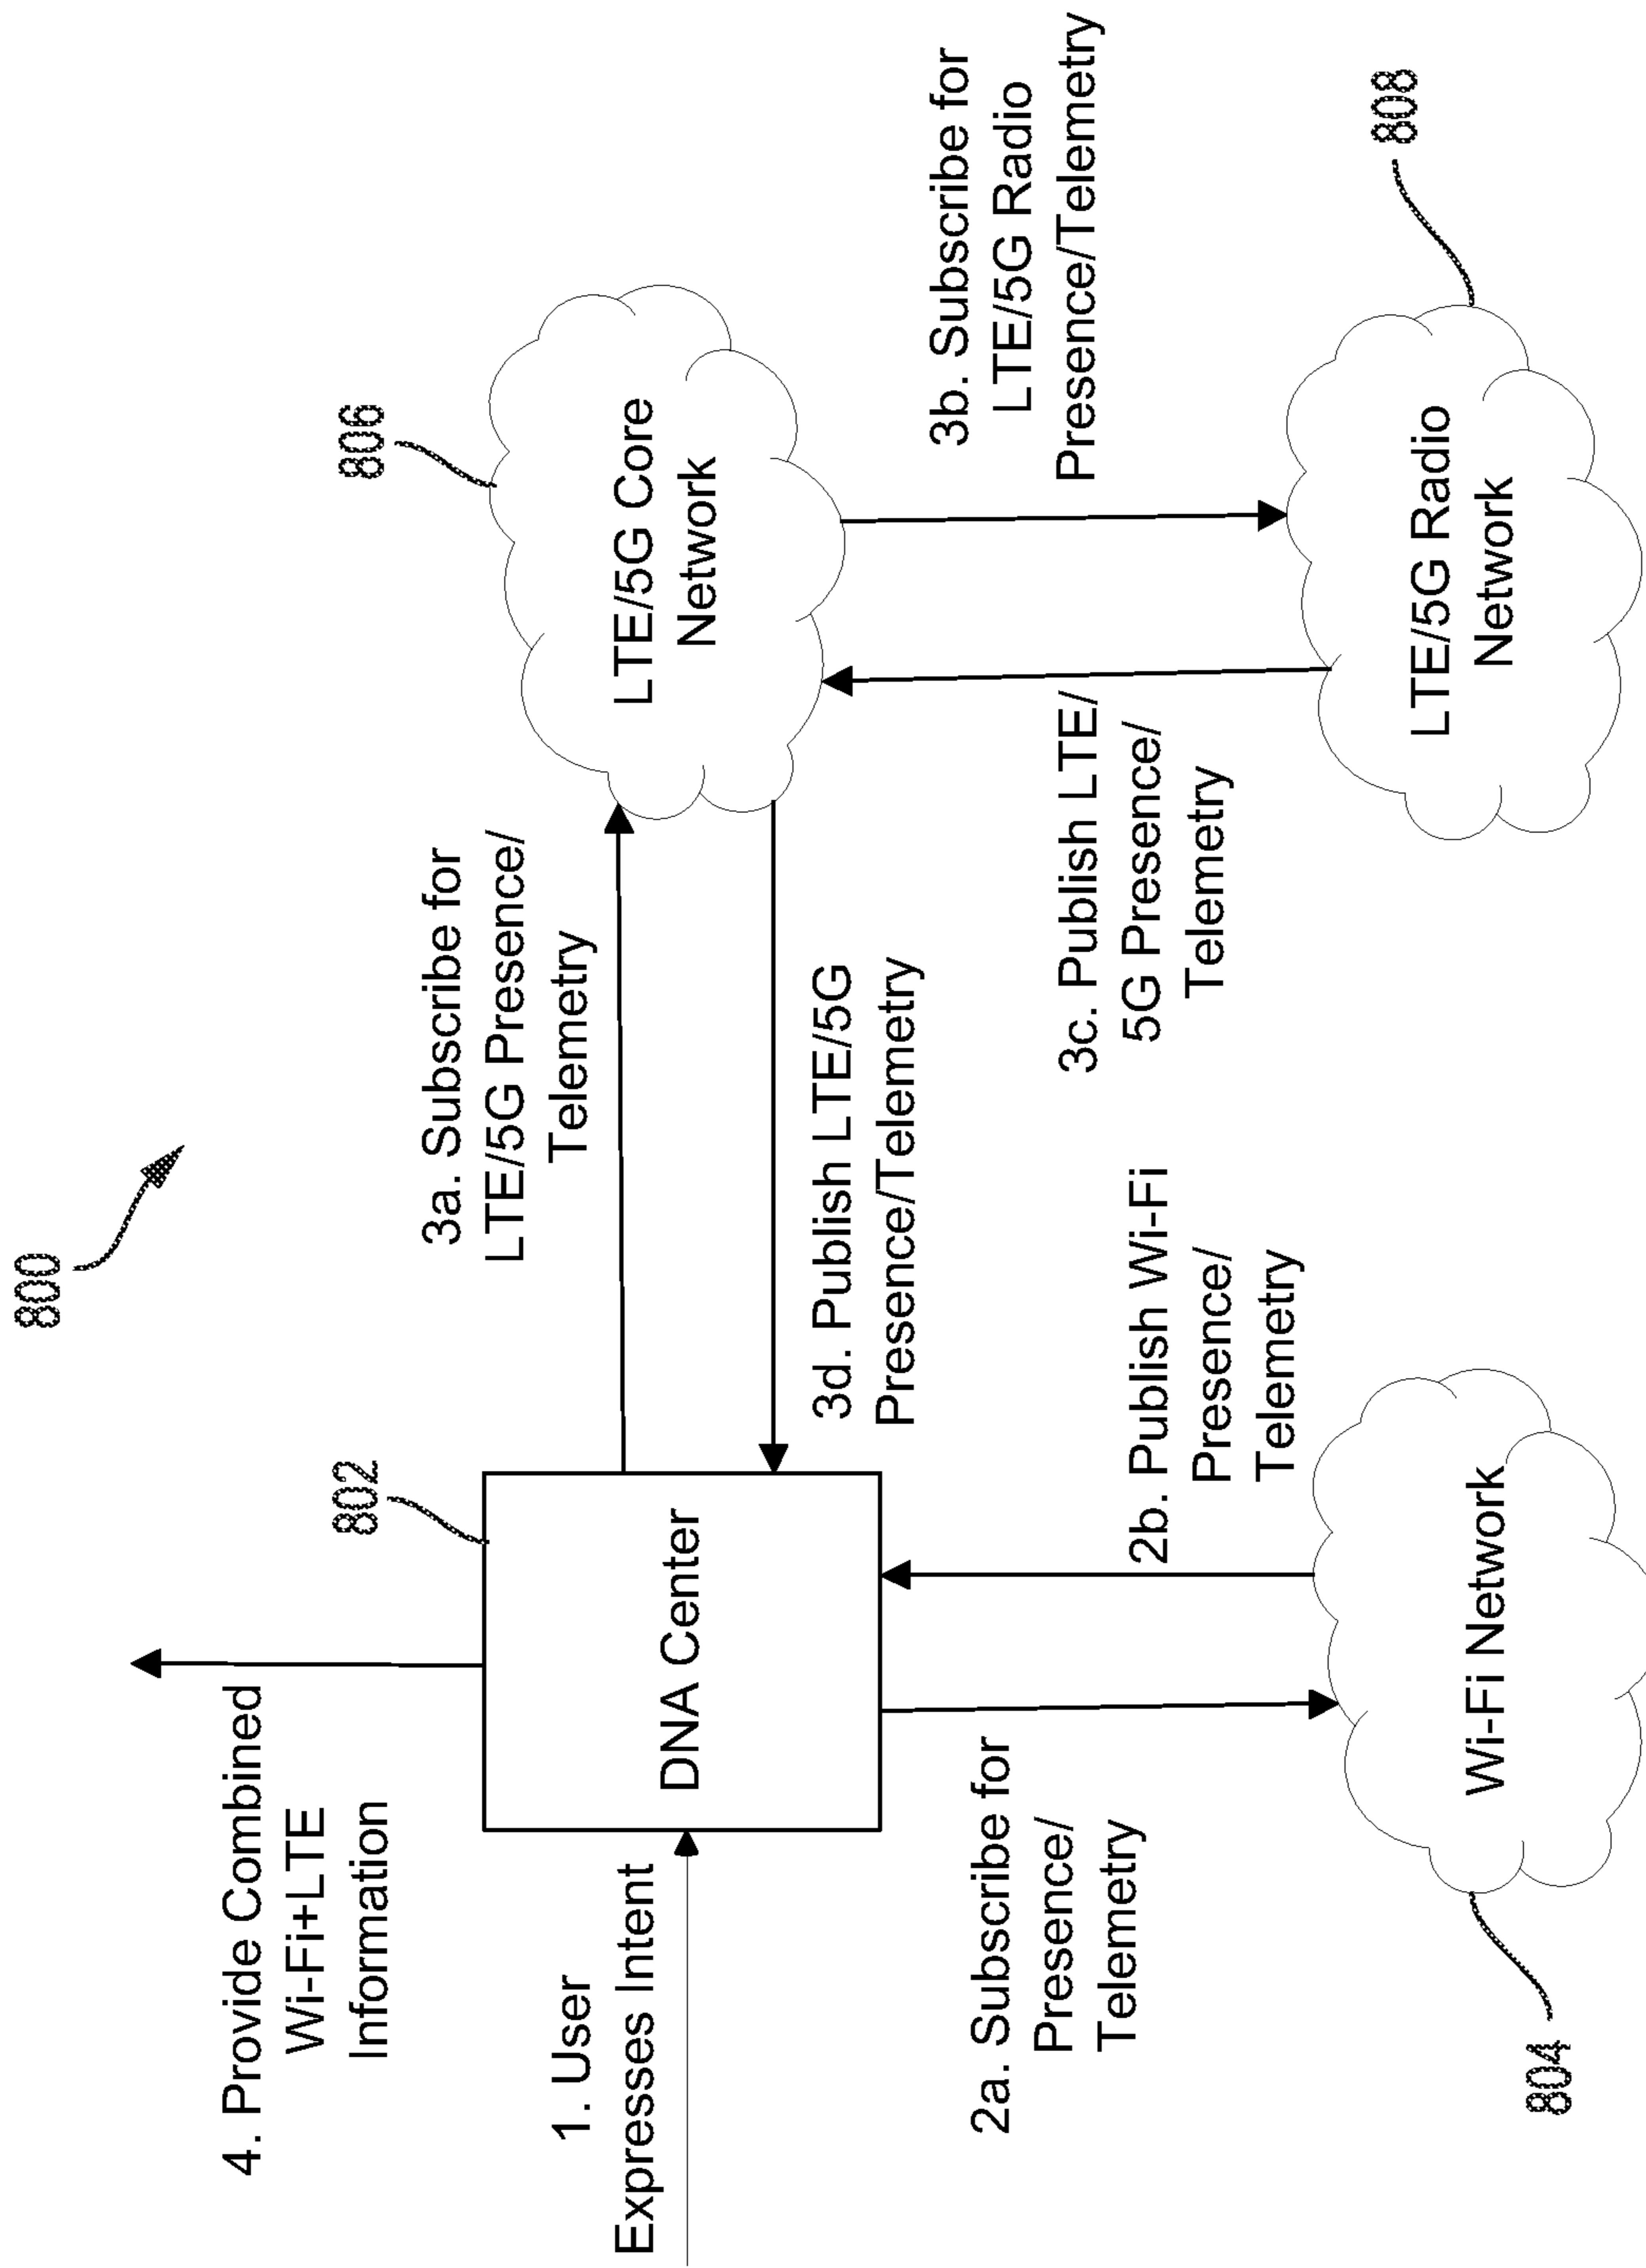 800
4. Provide Combined
Wi-Fi+LTE
Information
802
806
1. User
Expresses Intent
DNA Center
3a. Subscribe for
LTE/5G Presence/
Telemetry
LTE/5G Core
Network
3d. Publish LTE/5G
Presence/Telemetry
2a. Subscribe for
Presence/
Telemetry
2b. Publish Wi-Fi
Presence/
Telemetry
3c. Publish LTE/
5G Presence/
Telemetry
3b. Subscribe for
LTE/5G Radio
Presence/Telemetry
804
Wi-Fi Network
LTE/5G Radio
Network
808